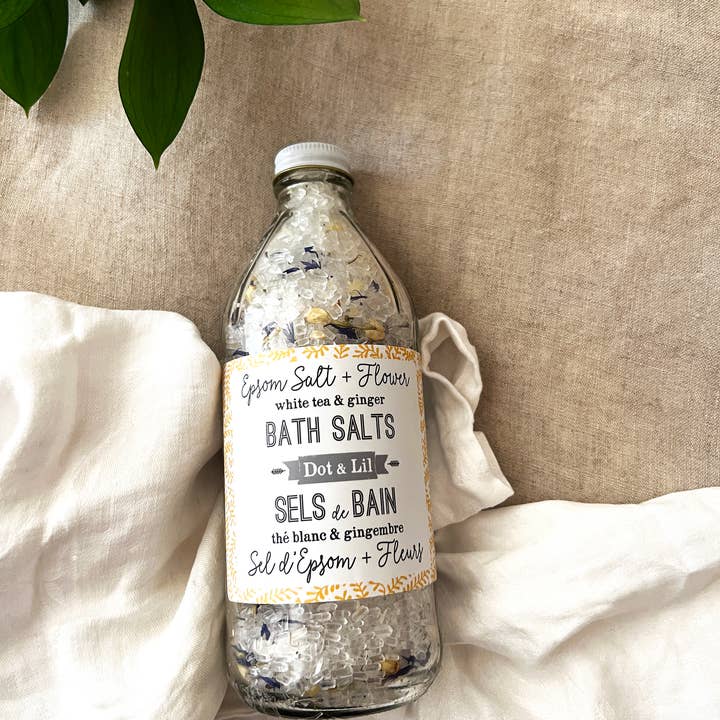 Epsom Salt + Flower
white tea & ginger
BATH SALTS
Dot & Lil
SELS de BAIN
thé blanc & gingembre
Sel d'Epsom + Fleurs